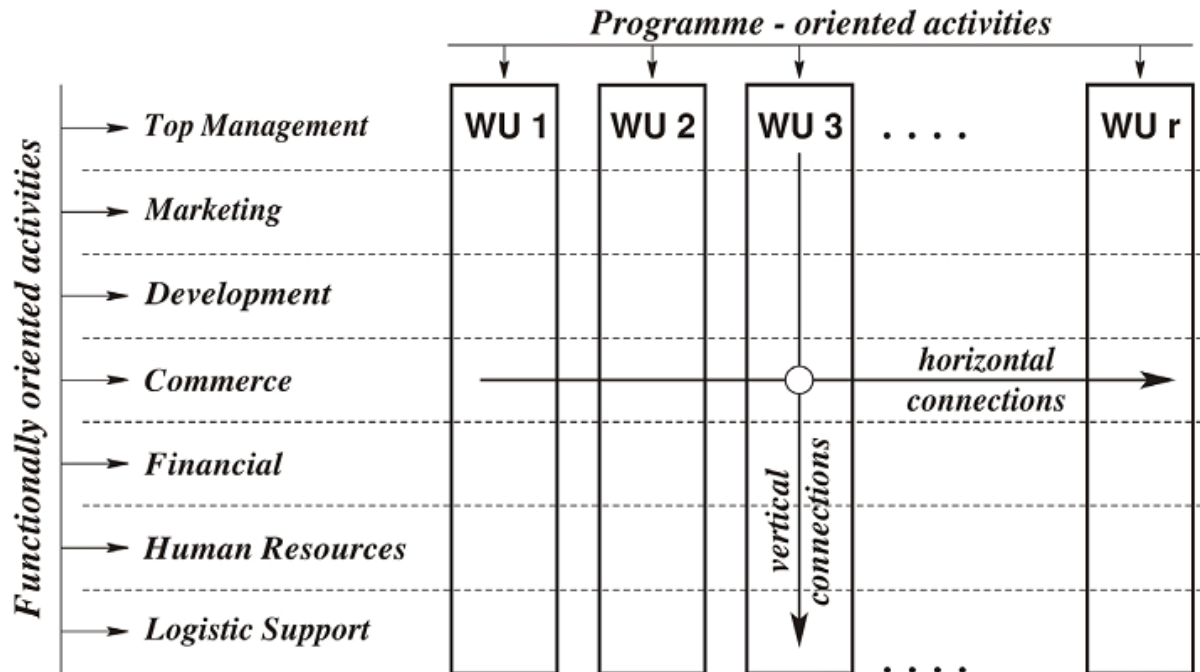 Programme - oriented activities
WU 1 WU 2 WU 3 . . . . WU r
Functionally oriented activities
Top Management
Marketing
Development
Commerce
horizontal
connections
Financial
vertical
connections
Human Resources
Logistic Support
. . . .